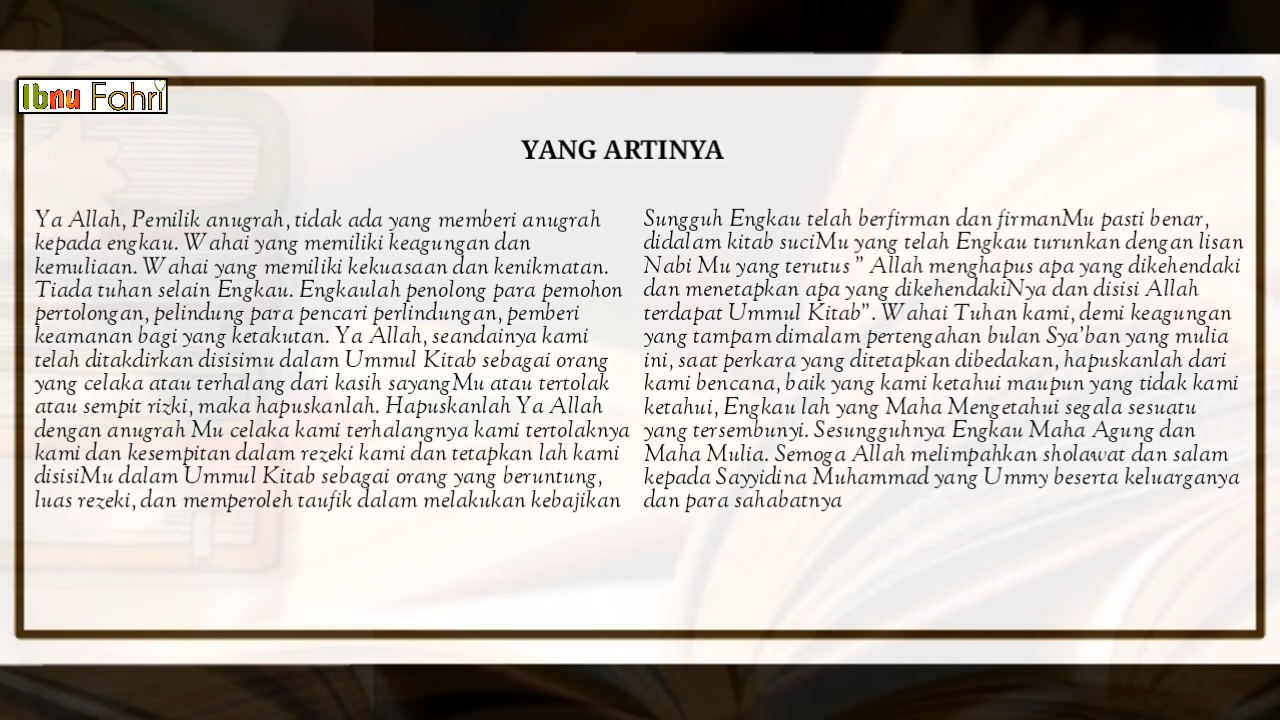 Ibnu Fahri
YANG ARTINYA
Ya Allah, Pemilik anugrah, tidak ada yang memberi anugrah
kepada engkau. Wahai yang memiliki keagungan dan
kemuliaan. Wahai yang memiliki kekuasaan dan kenikmatan.
Tiada tuhan selain Engkau. Engkaulah penolong para pemohon
pertolongan, pelindung para pencari perlindungan, pemberi
keamanan bagi yang ketakutan. Ya Allah, seandainya kami
telah ditakdirkan disisimu dalam Ummul Kitab sebagai orang
yang celaka atau terhalang dari kasih sayangMu atau tertolak
atau sempit rizki, maka hapuskanlah. Hapuskanlah Ya Allah
dengan anugrah Mu celaka kami terhalangnya kami tertolaknya
kami dan kesempitan dalam rezeki kami dan tetapkan lah kami
disisiMu dalam Ummul Kitab sebagai orang yang beruntung,
luas rezeki, dan memperoleh taufik dalam melakukan kebajikan
Sungguh Engkau telah berfirman dan firmanMu pasti benar,
didalam kitab suciMu yang telah Engkau turunkan dengan lisan
Nabi Mu yang terutus " Allah menghapus apa yang dikehendaki
dan menetapkan apa yang dikehendakiNya dan disisi Allah
terdapat Ummul Kitab". Wahai Tuhan kami, demi keagungan
yang tampam dimalam pertengahan bulan Sya'ban yang mulia
ini, saat perkara yang ditetapkan dibedakan, hapuskanlah dari
kami bencana, baik yang kami ketahui maupun yang tidak kami
ketahui, Engkau lah yang Maha Mengetahui segala sesuatu
yang tersembunyi. Sesungguhnya Engkau Maha Agung dan
Maha Mulia. Semoga Allah melimpahkan sholawat dan salam
kepada Sayyidina Muhammad yang Ummy beserta keluarganya
dan para sahabatnya